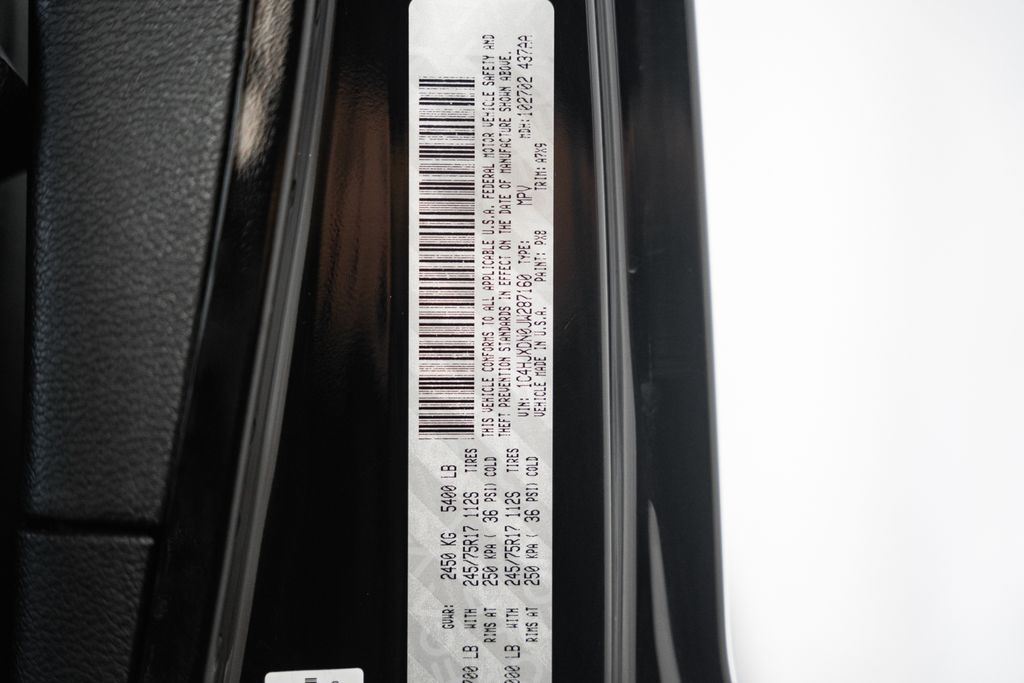 GVWR: 2450 KG 5400 LB
700 LB WITH 245/75R17 112S TIRES
RIMS AT 250 KPA ( 36 PSI) COLD
000 LB WITH 245/75R17 112S TIRES
RIMS AT 250 KPA ( 36 PSI) COLD
THIS VEHICLE CONFORMS TO ALL APPLICABLE U.S.A. FEDERAL MOTOR VEHICLE SAFETY AND
THEFT PREVENTION STANDARDS IN EFFECT ON THE DATE OF MANUFACTURE SHOWN ABOVE.
VIN: 1C4HJXDN0JW287160 TYPE: MPV MDH:102702 437AA
VEHICLE MADE IN U.S.A. PAINT: PX8 TRIM: A7X9